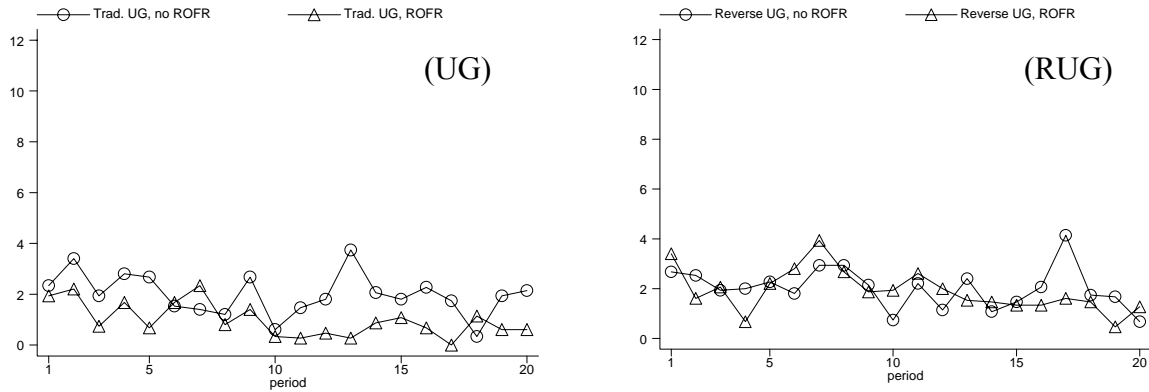 Trad. UG, no ROFR Trad. UG, ROFR
12
10
8
6
4
2
0
(UG)
1 5 10 15 20
period
Reverse UG, no ROFR Reverse UG, ROFR
12
10
8
6
4
2
0
(RUG)
1 5 10 15 20
period